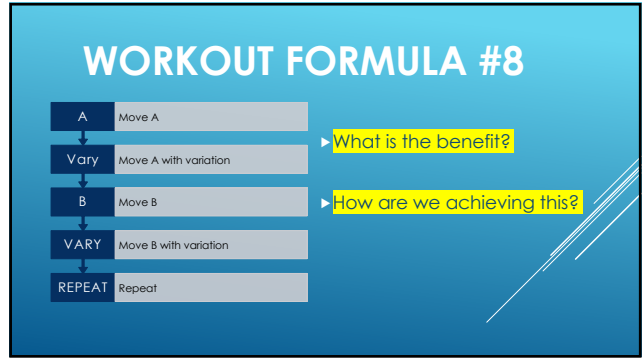 WORKOUT FORMULA #8
A Move A
Vary Move A with variation
B Move B
VARY Move B with variation
REPEAT Repeat
What is the benefit?
How are we achieving this?